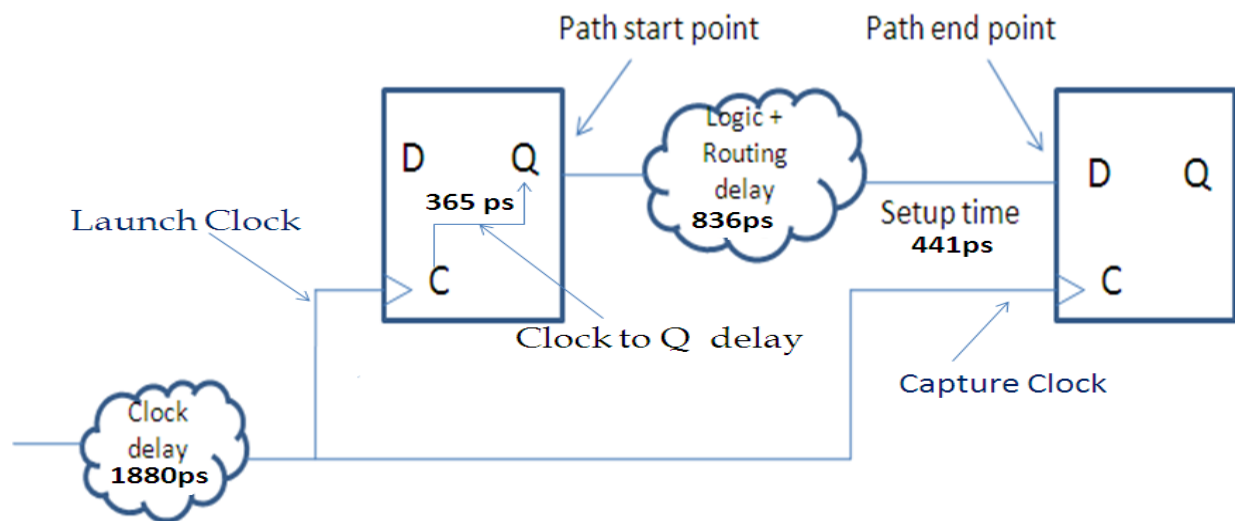 Path start point
Path end point
Logic +
Routing
delay
836ps
D
Q
365 ps
C
D
Q
Setup time
441ps
C
Launch Clock
Clock to Q delay
Capture Clock
Clock
delay
1880ps